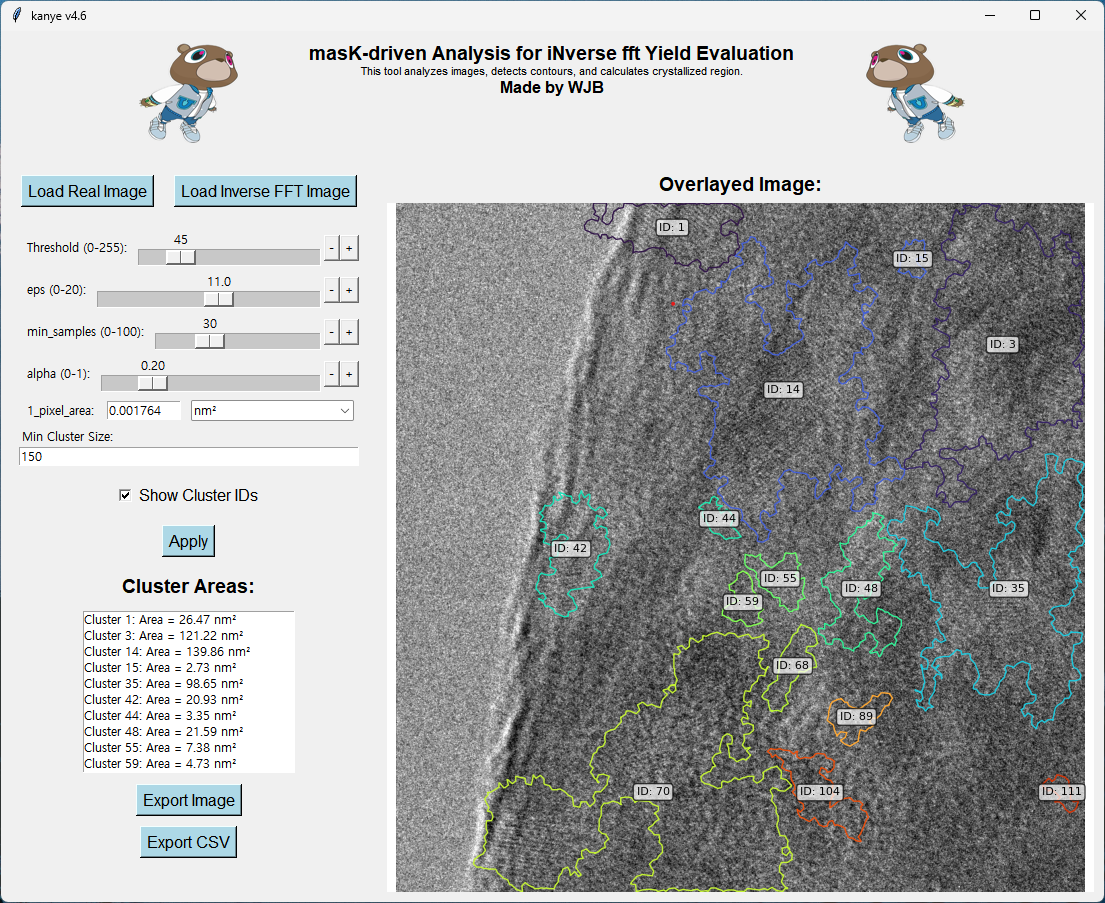 kanye v4.6
masK-driven Analysis for iNverse fft Yield Evaluation
This tool analyzes images, detects contours, and calculates crystallized region.
Made by WJB
Load Real Image
Load Inverse FFT Image
Threshold (0-255):
45
-
+
eps (0-20):
11.0
-
+
min_samples (0-100):
30
-
+
alpha (0-1):
0.20
-
+
1_pixel_area:
0.001764
nm²
Min Cluster Size:
150
Show Cluster IDs
Apply
Cluster Areas:
Cluster 1: Area = 26.47 nm²
Cluster 3: Area = 121.22 nm²
Cluster 14: Area = 139.86 nm²
Cluster 15: Area = 2.73 nm²
Cluster 35: Area = 98.65 nm²
Cluster 42: Area = 20.93 nm²
Cluster 44: Area = 3.35 nm²
Cluster 48: Area = 21.59 nm²
Cluster 55: Area = 7.38 nm²
Cluster 59: Area = 4.73 nm²
Export Image
Export CSV
Overlayed Image:
ID: 1
ID: 15
ID: 3
ID: 14
ID: 44
ID: 42
ID: 55
ID: 48
ID: 35
ID: 59
ID: 68
ID: 89
ID: 70
ID: 104
ID: 111